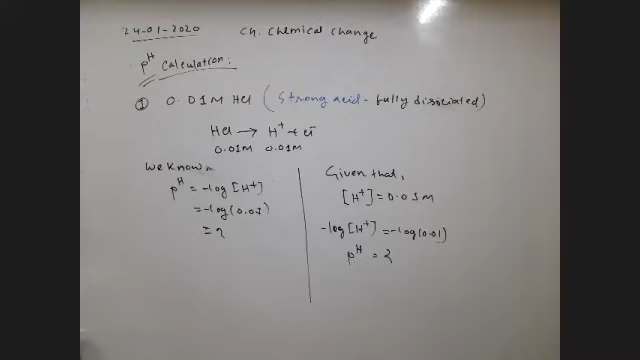 24-01-2020 Ch. Chemical change
pH Calculation:
① 0.01M HCl (Strong acid - fully dissociated)
HCl → H+ + Cl-
0.01M 0.01M
We know,
pH = -log [H+]
= -log (0.01)
= 2
Given that,
[H+] = 0.01M
-log [H+] = -log (0.01)
pH = 2